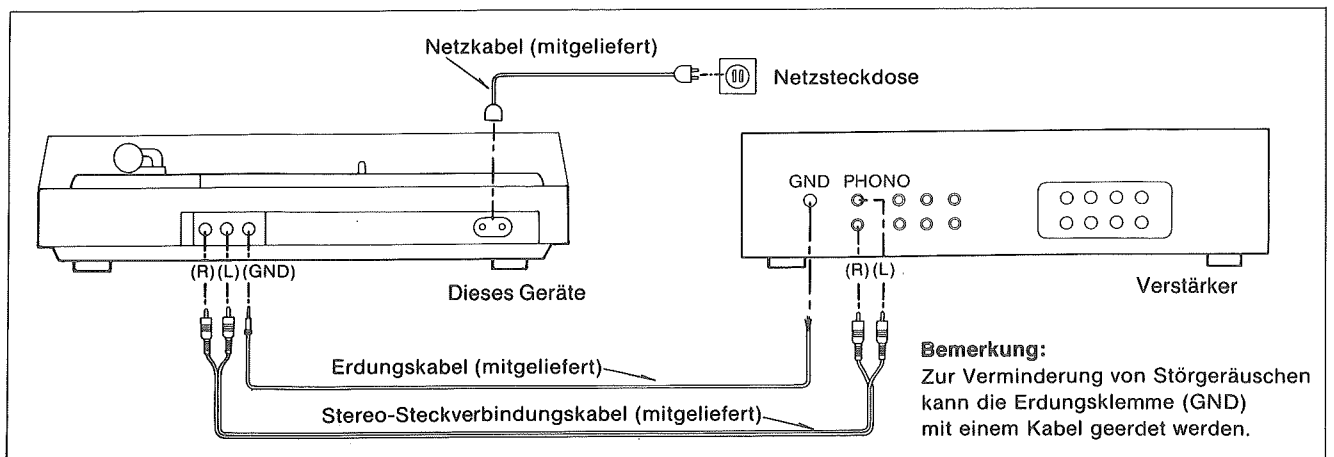 Netzkabel (mitgeliefert)
Netzsteckdose
GND PHONO
(R) (L) (GND)
(R) (L)
Dieses Geräte
Verstärker
Erdungskabel (mitgeliefert)
Stereo-Steckverbindungskabel (mitgeliefert)
Bemerkung:
Zur Verminderung von Störgeräuschen
kann die Erdungsklemme (GND)
mit einem Kabel geerdet werden.